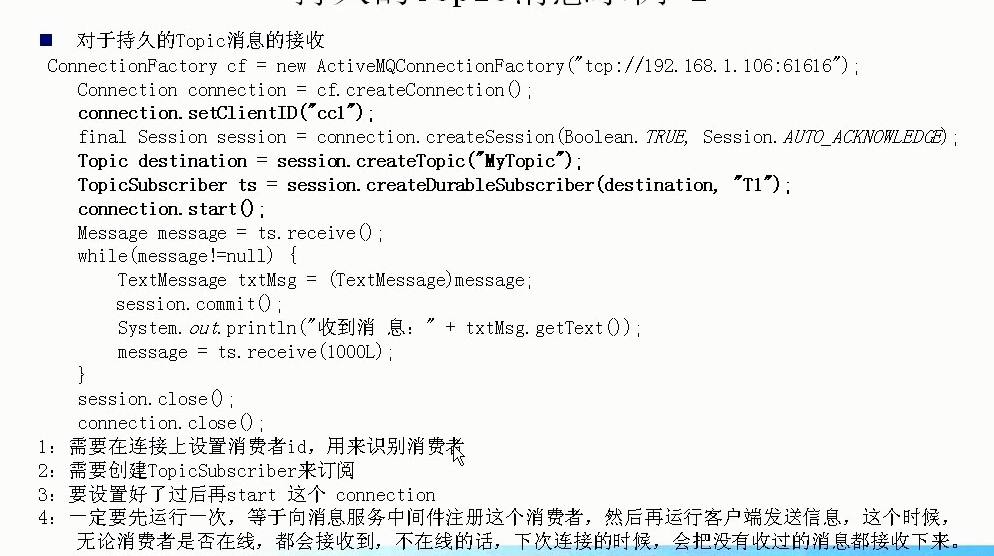 对于持久的Topic消息的接收
ConnectionFactory cf = new ActiveMQConnectionFactory("tcp://192.168.1.106:61616");
Connection connection = cf.createConnection();
connection.setClientID("cc1");
final Session session = connection.createSession(Boolean.TRUE, Session.AUTO_ACKNOWLEDGE);
Topic destination = session.createTopic("MyTopic");
TopicSubscriber ts = session.createDurableSubscriber(destination, "T1");
connection.start();
Message message = ts.receive();
while(message!=null) {
TextMessage txtMsg = (TextMessage)message;
session.commit();
System.out.println("收到消 息：" + txtMsg.getText());
message = ts.receive(1000L);
}
session.close();
connection.close();
1：需要在连接上设置消费者id，用来识别消费者
2：需要创建TopicSubscriber来订阅
3：要设置好了过后再start 这个 connection
4：一定要先运行一次，等于向消息服务中间件注册这个消费者，然后再运行客户端发送信息，这个时候，
无论消费者是否在线，都会接收到，不在线的话，下次连接的时候，会把没有收过的消息都接收下来。